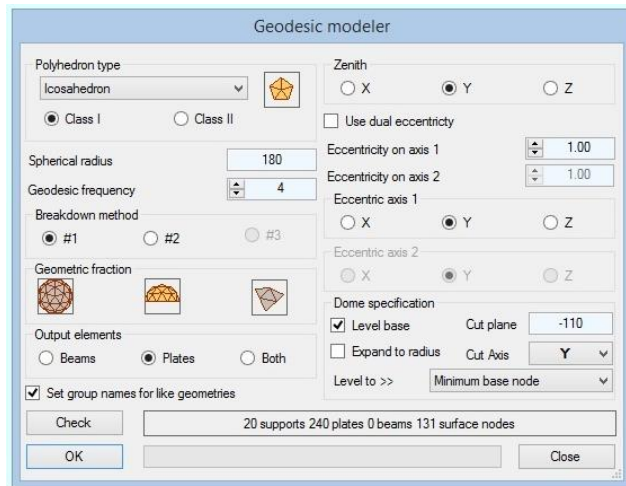 Geodesic modeler
Polyhedron type
Icosahedron
Class I
Class II
Spherical radius
180
Geodesic frequency
4
Breakdown method
#1
#2
#3
Geometric fraction
Output elements
Beams
Plates
Both
Set group names for like geometries
Zenith
X
Y
Z
Use dual eccentricty
Eccentricity on axis 1
1.00
Eccentricity on axis 2
1.00
Eccentric axis 1
X
Y
Z
Eccentric axis 2
X
Y
Z
Dome specification
Level base
Cut plane
-110
Expand to radius
Cut Axis
Y
Level to >>
Minimum base node
Check
20 supports 240 plates 0 beams 131 surface nodes
OK
Close